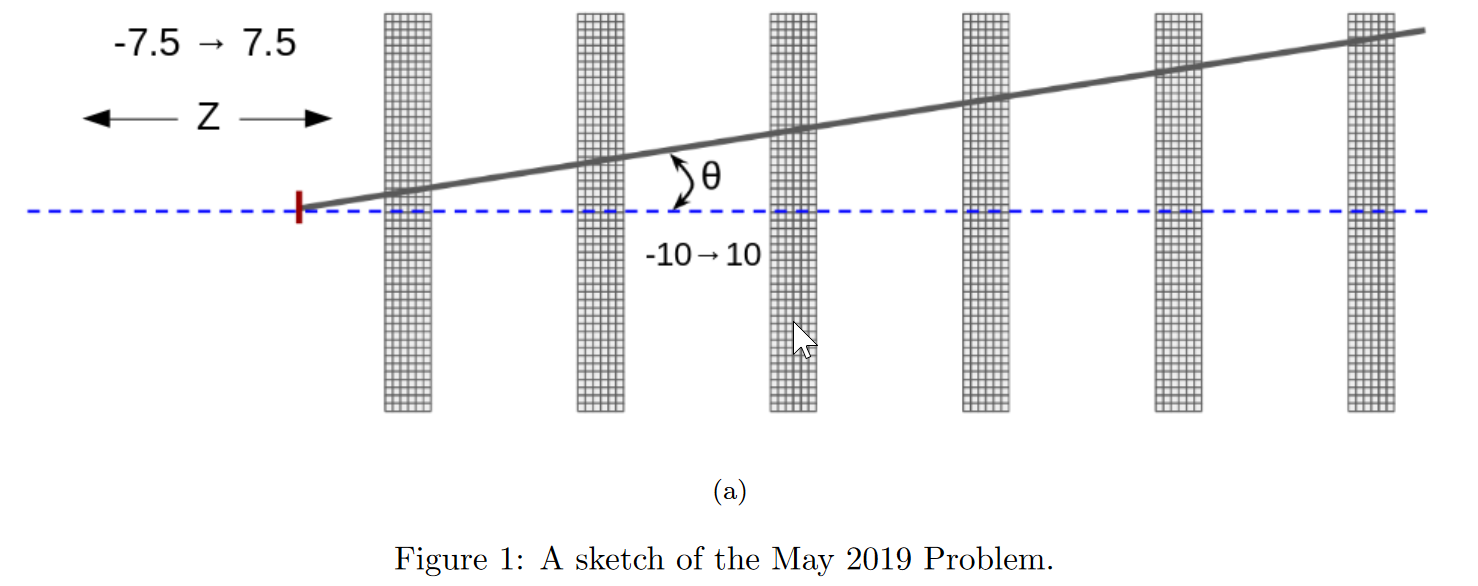 -7.5 → 7.5
Z
θ
-10→10
(a)
Figure 1: A sketch of the May 2019 Problem.